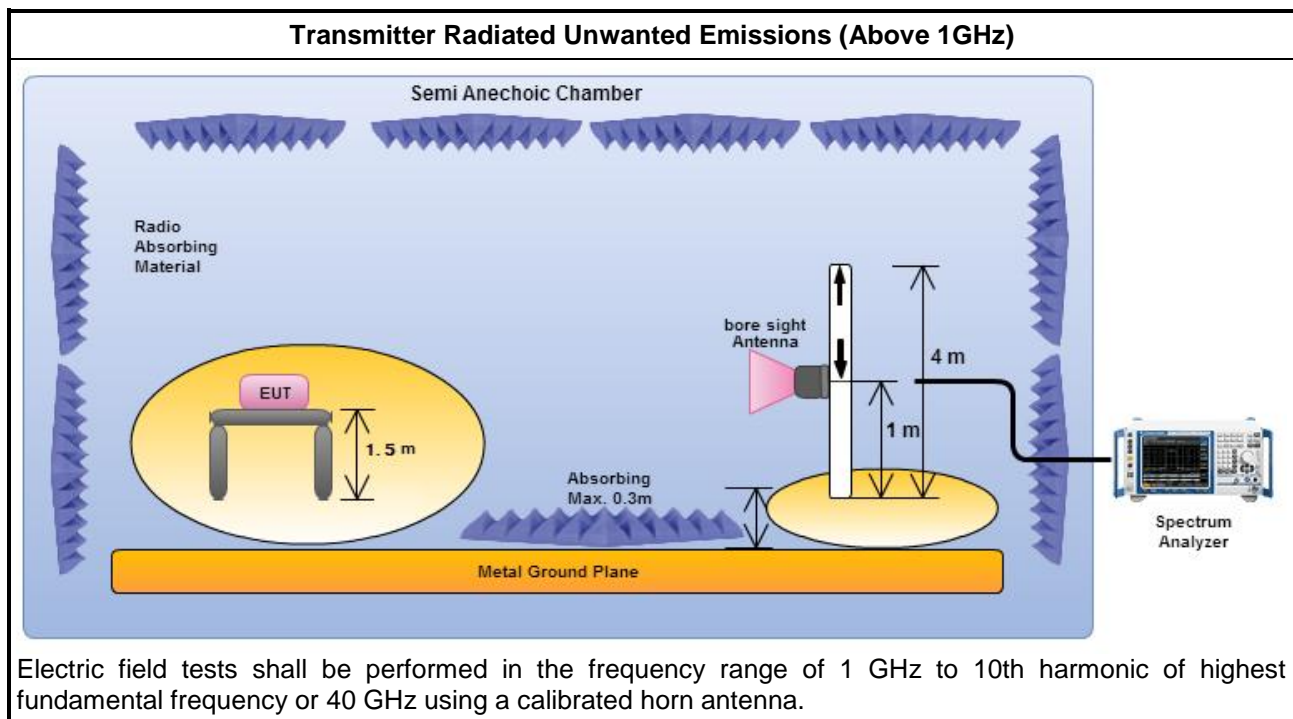 Transmitter Radiated Unwanted Emissions (Above 1GHz)
Semi Anechoic Chamber
Radio
Absorbing
Material
bore sight
Antenna
4 m
EUT
1 m
1.5 m
Absorbing
Max. 0.3m
Spectrum
Analyzer
Metal Ground Plane
Electric field tests shall be performed in the frequency range of 1 GHz to 10th harmonic of highest
fundamental frequency or 40 GHz using a calibrated horn antenna.